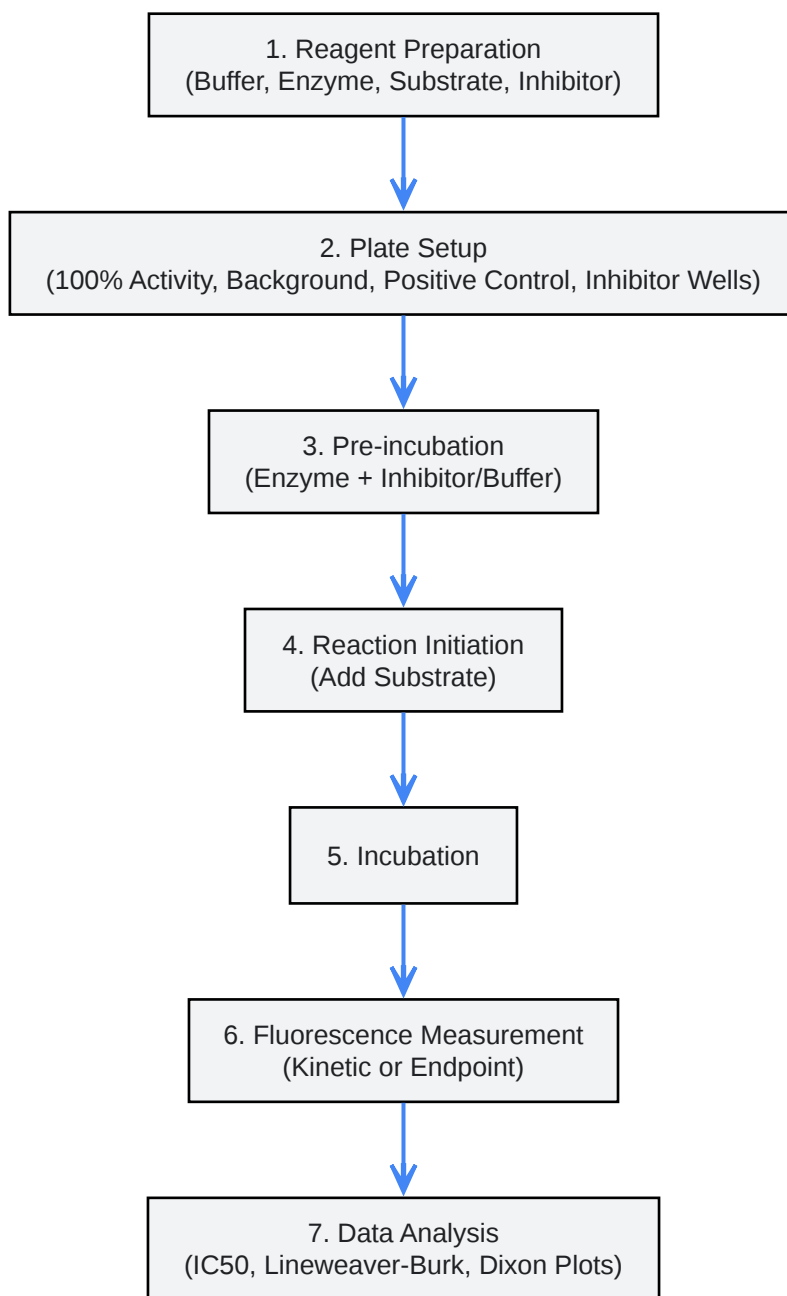 1. Reagent Preparation
(Buffer, Enzyme, Substrate, Inhibitor)
2. Plate Setup
(100% Activity, Background, Positive Control, Inhibitor Wells)
3. Pre-incubation
(Enzyme + Inhibitor/Buffer)
4. Reaction Initiation
(Add Substrate)
5. Incubation
6. Fluorescence Measurement
(Kinetic or Endpoint)
7. Data Analysis
(IC50, Lineweaver-Burk, Dixon Plots)